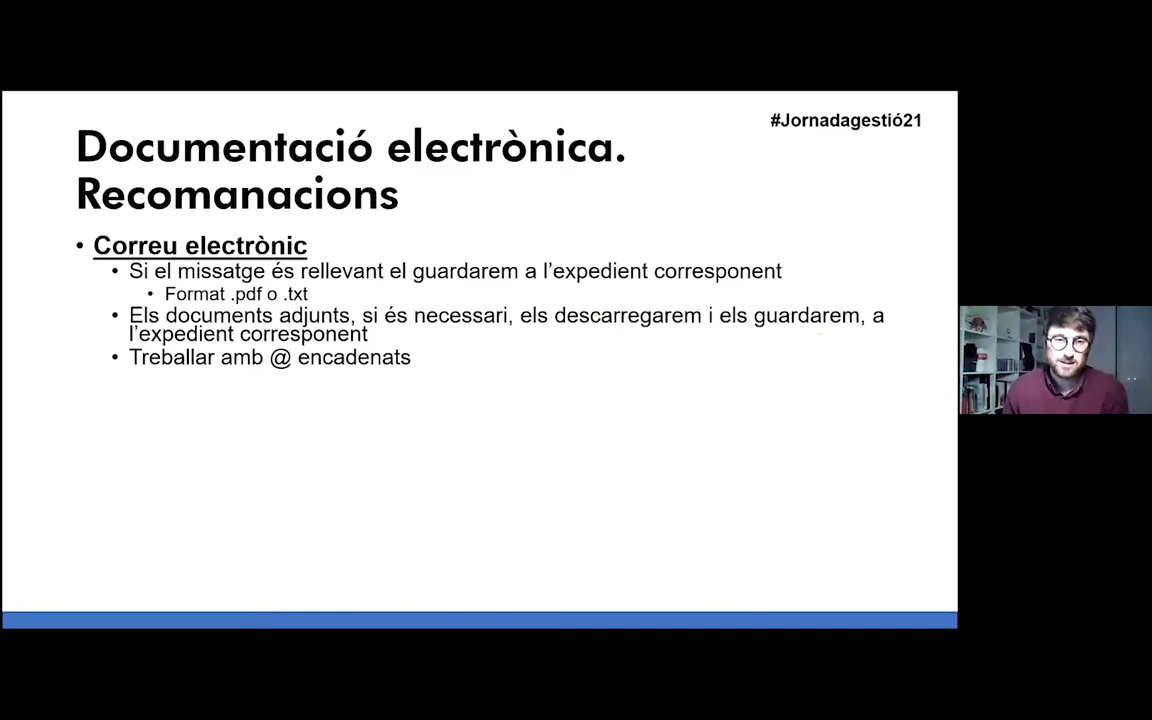 #Jornadagestió21
Documentació electrònica.
Recomanacions
• Correu electrònic
• Si el missatge és rellevant el guardarem a l’expedient corresponent
• Format .pdf o .txt
• Els documents adjunts, si és necessari, els descarregarem i els guardarem, a
l’expedient corresponent
• Treballar amb @ encadenats